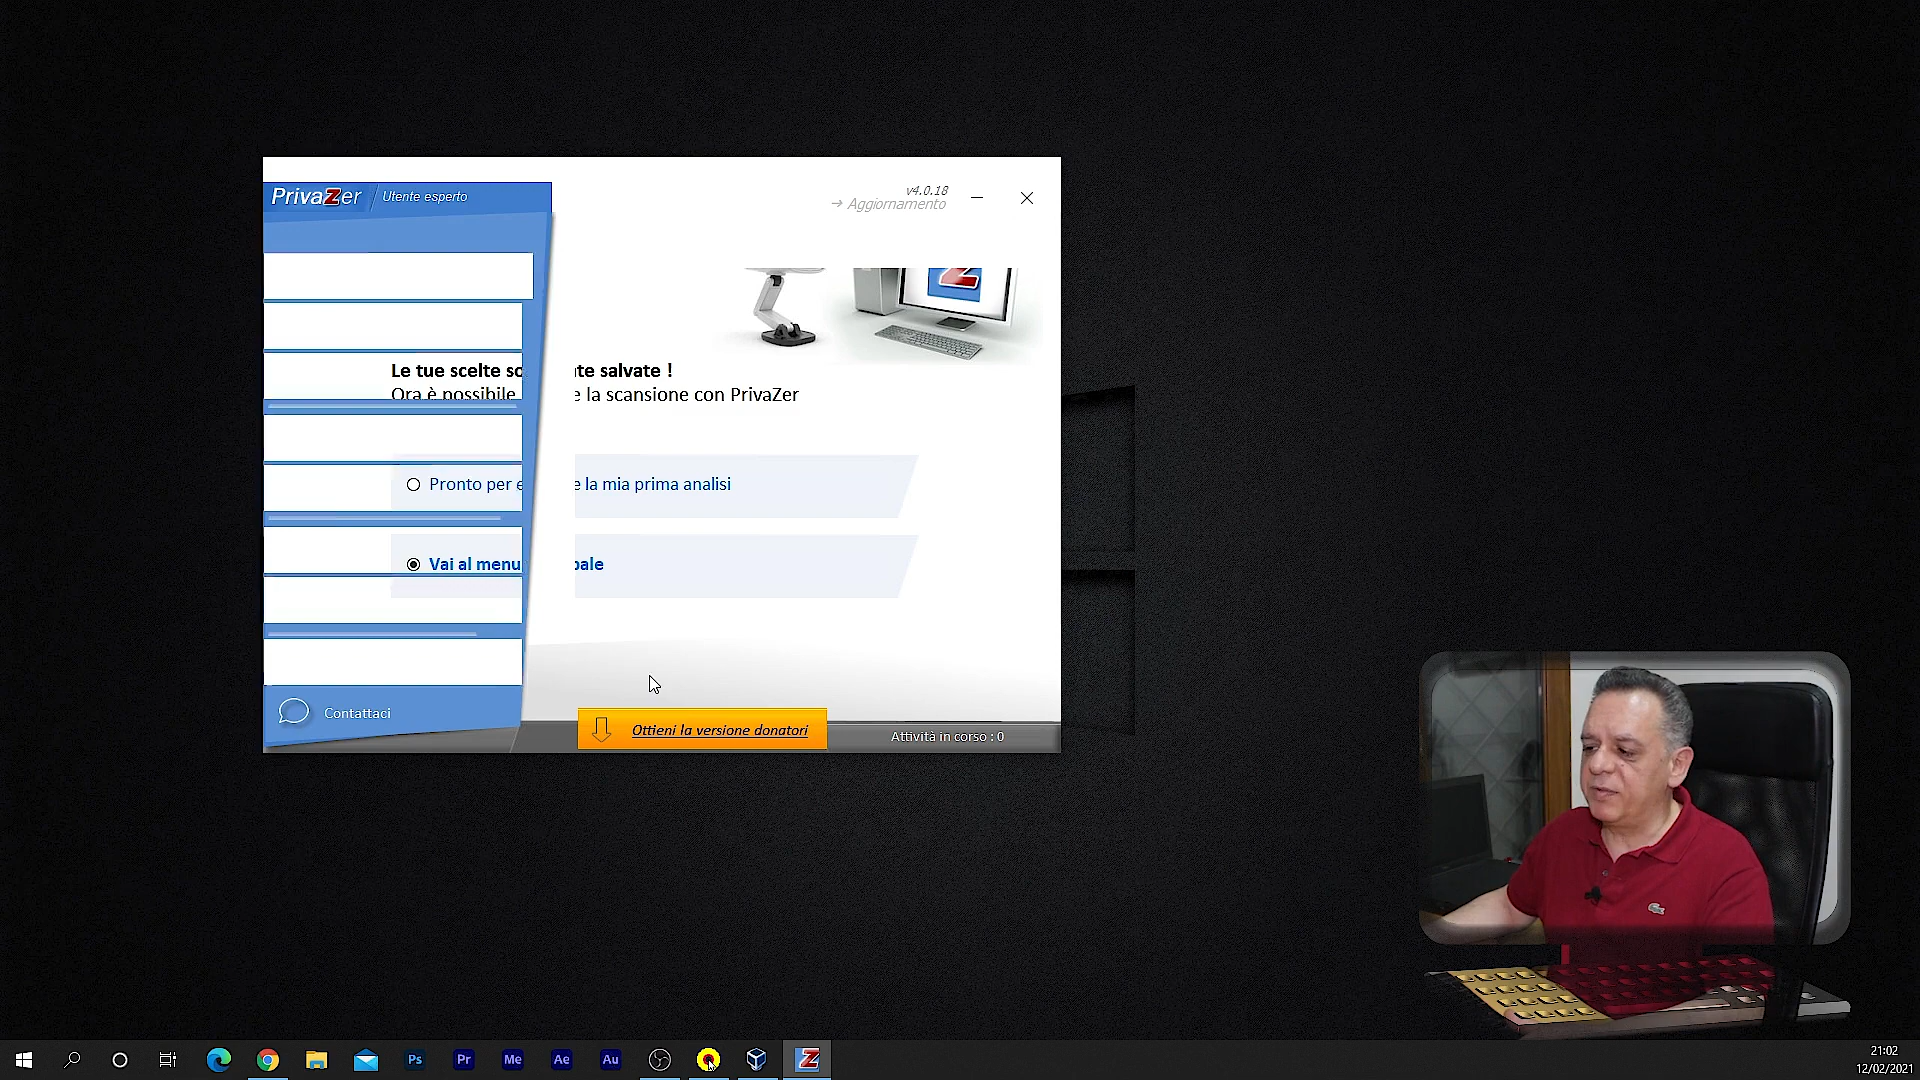 PrivaZer
Utente esperto
v4.0.18
→ Aggiornamento
Le tue scelte so te salvate !
Ora è possibile e la scansione con PrivaZer
Pronto per e e la mia prima analisi
Vai al menu pale
Contattaci
Ottieni la versione donatori
Attività in corso : 0
Ps
Pr
Me
Ae
Au
21:02
12/02/2021